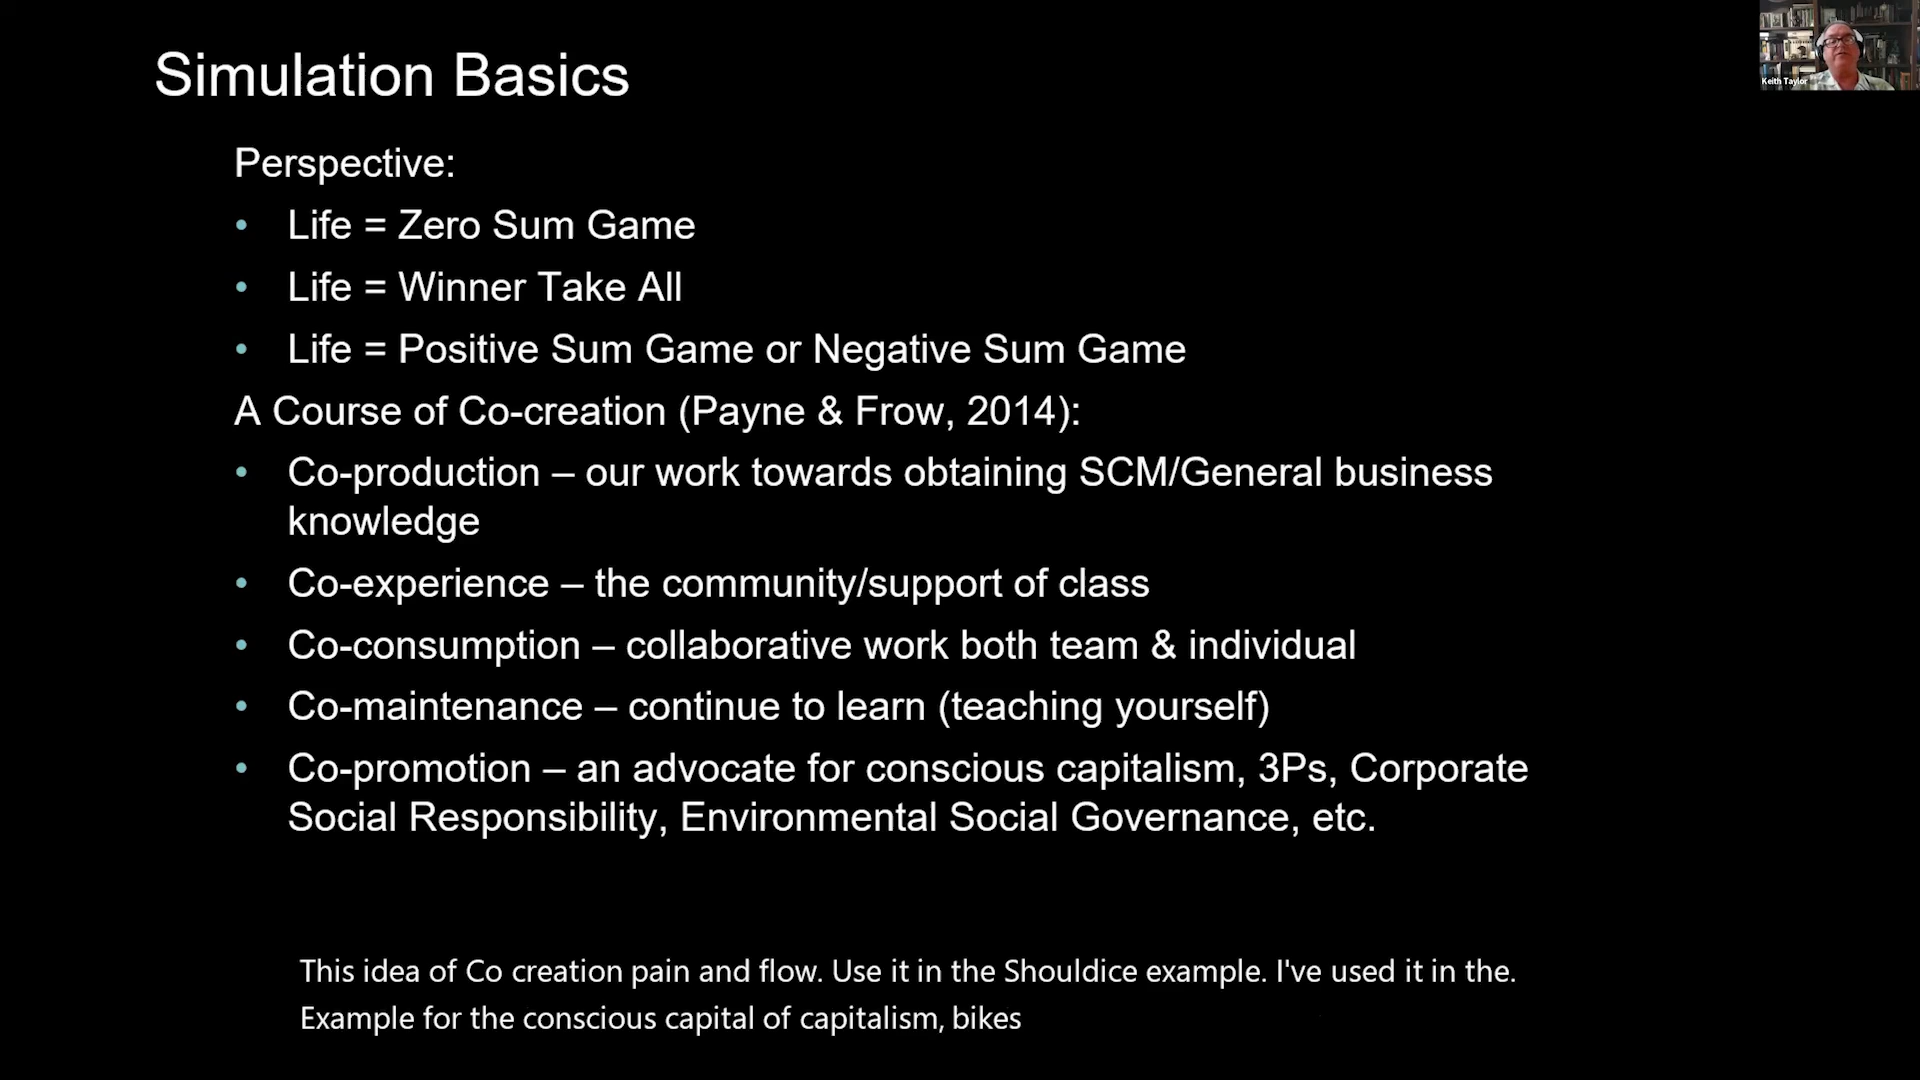 Simulation Basics
Keith Taylor
Perspective:
• Life = Zero Sum Game
• Life = Winner Take All
• Life = Positive Sum Game or Negative Sum Game
A Course of Co-creation (Payne & Frow, 2014):
• Co-production – our work towards obtaining SCM/General business
knowledge
• Co-experience – the community/support of class
• Co-consumption – collaborative work both team & individual
• Co-maintenance – continue to learn (teaching yourself)
• Co-promotion – an advocate for conscious capitalism, 3Ps, Corporate
Social Responsibility, Environmental Social Governance, etc.
This idea of Co creation pain and flow. Use it in the Shouldice example. I've used it in the.
Example for the conscious capital of capitalism, bikes